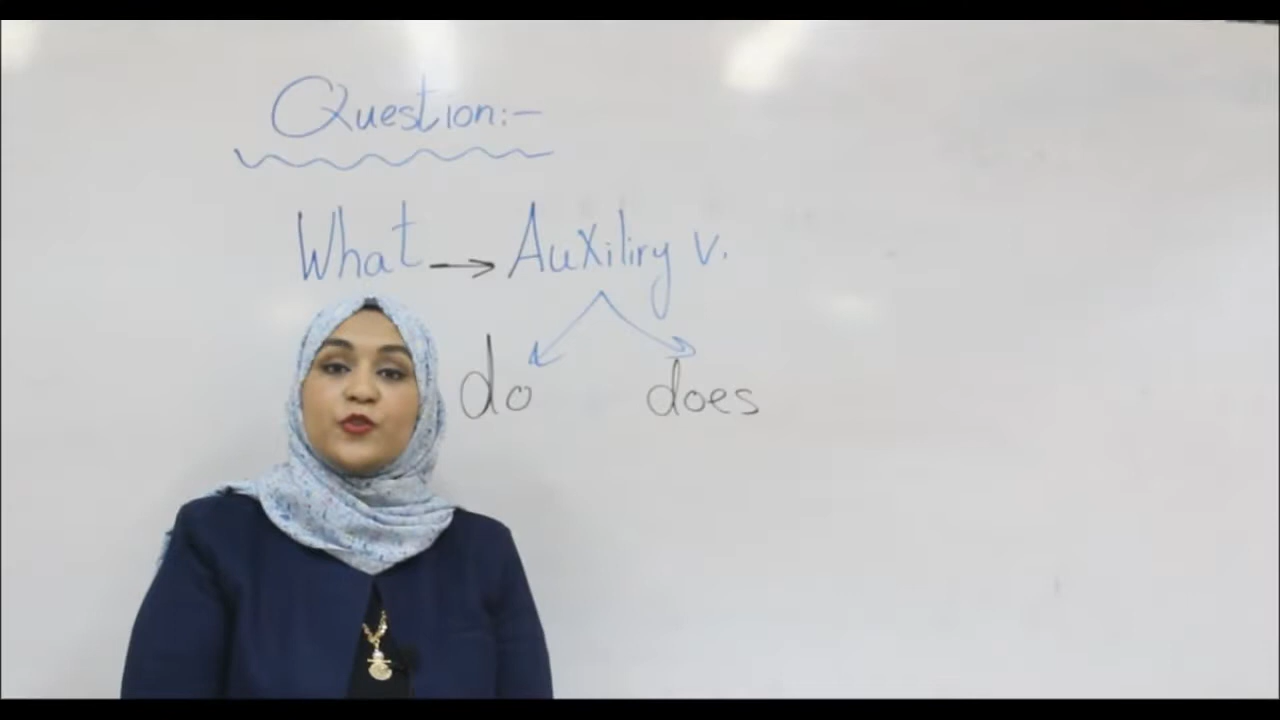 Question:-
What → Auxiliry v.
do does